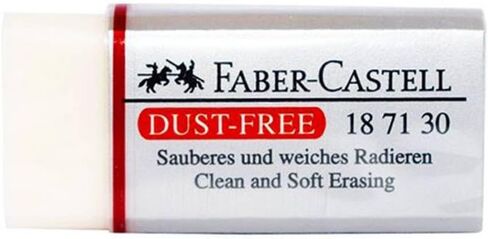 FABER-CASTELL
DUST-FREE 18 71 30
Sauberes und weiches Radieren
Clean and Soft Erasing